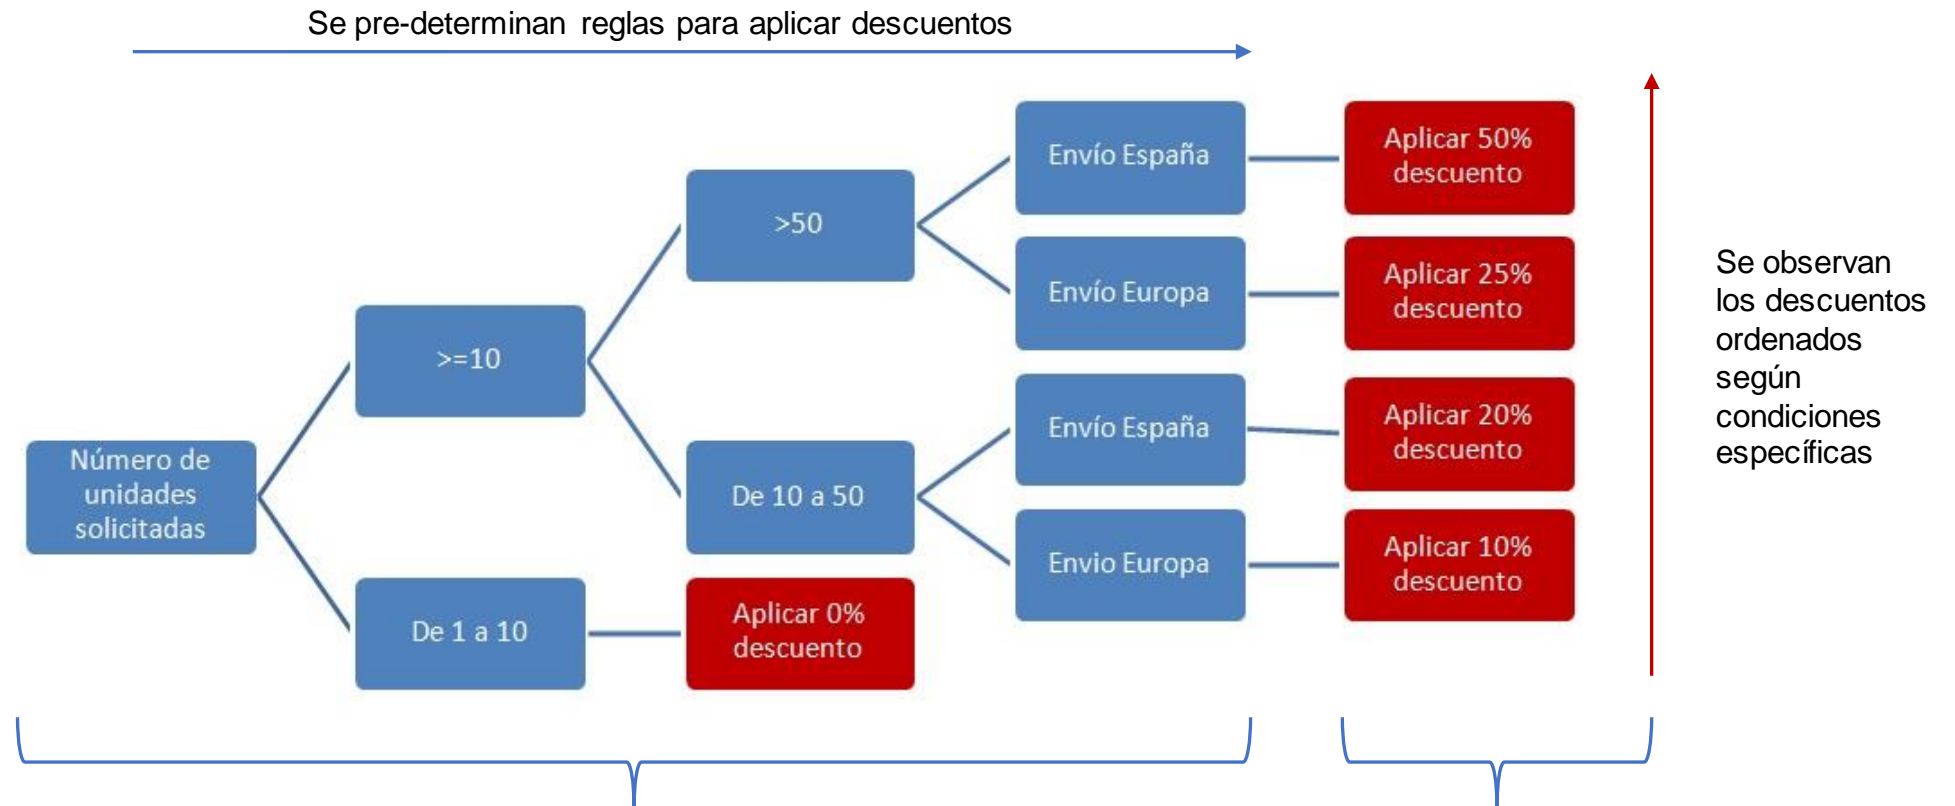 Se pre-determinan reglas para aplicar descuentos
Número de
unidades
solicitadas
>=10
De 1 a 10
>50
De 10 a 50
Aplicar 0%
descuento
Envío España
Envío Europa
Envío España
Envio Europa
Aplicar 50%
descuento
Aplicar 25%
descuento
Aplicar 20%
descuento
Aplicar 10%
descuento
Se observan
los descuentos
ordenados
según
condiciones
específicas